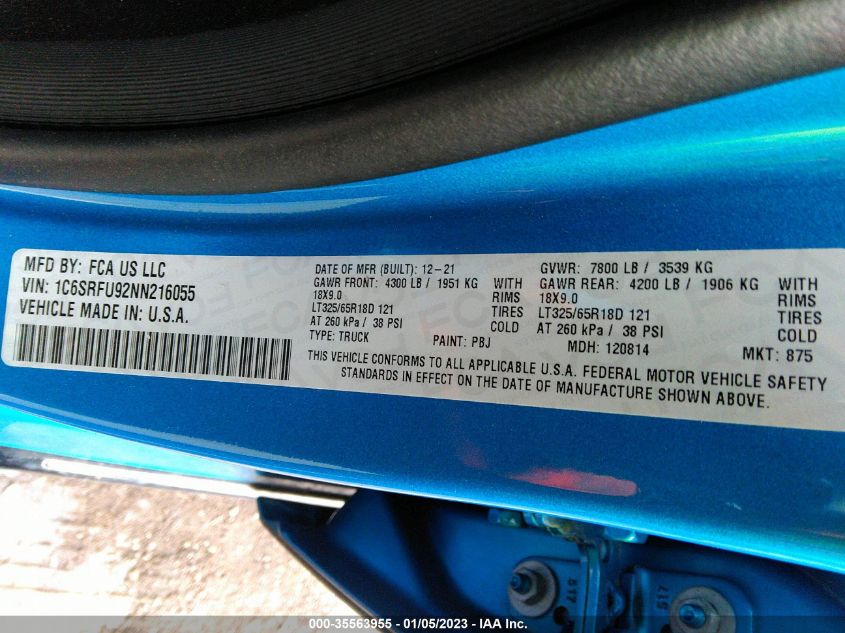 MFD BY: FCA US LLC
VIN: 1C6SRFU92NN216055
VEHICLE MADE IN: U.S.A.
DATE OF MFR (BUILT): 12-21
GVWR: 7800 LB / 3539 KG
GAWR FRONT: 4300 LB / 1951 KG
GAWR REAR: 4200 LB / 1906 KG
18X9.0 RIMS 18X9.0 RIMS
LT325/65R18D 121 TIRES LT325/65R18D 121 TIRES
AT 260 kPa / 38 PSI COLD AT 260 kPa / 38 PSI COLD
TYPE: TRUCK PAINT: PBJ MDH: 120814 MKT: 875
THIS VEHICLE CONFORMS TO ALL APPLICABLE U.S.A. FEDERAL MOTOR VEHICLE SAFETY
STANDARDS IN EFFECT ON THE DATE OF MANUFACTURE SHOWN ABOVE.
517 517
000-35563955 - 01/05/2023 - IAA Inc.